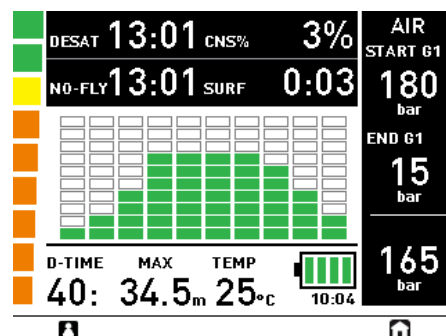 DESAT 13:01 CNS% 3%
NO-FLY 13:01 SURF 0:03
D-TIME MAX TEMP
40: 34.5m 25°C 10:04
AIR
START G1
180
bar
END G1
15
bar
165
bar